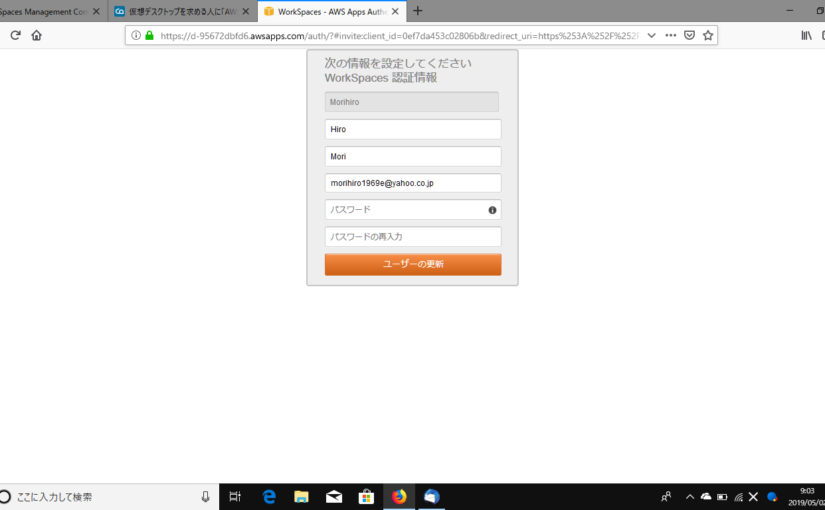 Spaces Management Con
仮想デスクトップを求める人に「AW
WorkSpaces - AWS Apps Authe
https://d-95672dbfd6.awsapps.com/auth/?#invite:client_id=0ef7da453c02806b&redirect_uri=https%253A%252F%252F
次の情報を設定してください
WorkSpaces 認証情報
Morihiro
Hiro
Mori
morihiro1969e@yahoo.co.jp
パスワード
パスワードの再入力
ユーザーの更新
ここに入力して検索
9:03
2019/05/02